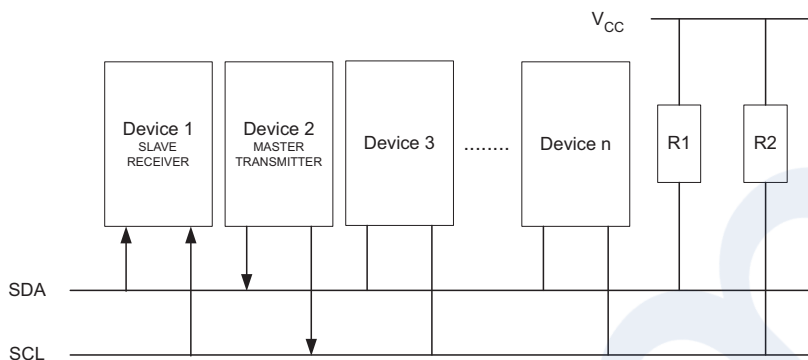 VCC
Device 1
SLAVE
RECEIVER
Device 2
MASTER
TRANSMITTER
Device 3
........
Device n
R1
R2
SDA
SCL